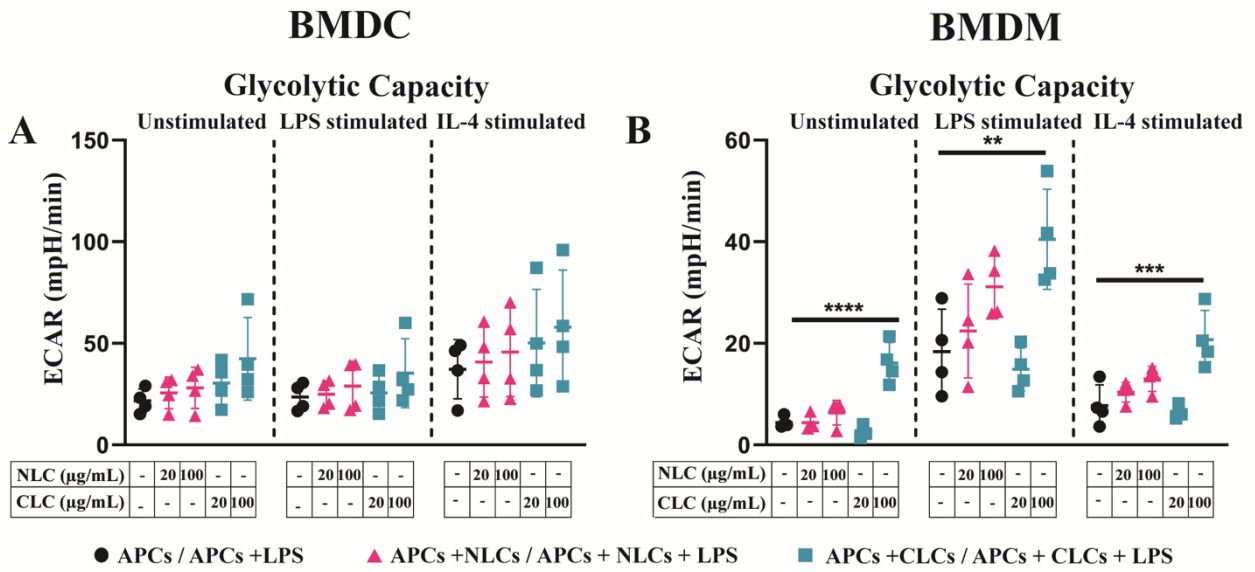 BMDC
BMDM
Glycolytic Capacity
Glycolytic Capacity
A
Unstimulated
LPS stimulated
IL-4 stimulated
ECAR (mpH/min)
150
100
50
0
NLC (µg/mL) - 20 100 - - - 20 100 - - - 20 100 - -
CLC (µg/mL) - - - 20 100 - - - 20 100 - - - 20 100
B
Unstimulated
LPS stimulated
IL-4 stimulated
ECAR (mpH/min)
60
40
20
0
****
**
***
NLC (µg/mL) - 20 100 - - - 20 100 - - - 20 100 - -
CLC (µg/mL) - - - 20 100 - - - 20 100 - - - 20 100
APCs / APCs +LPS
APCs +NLCs / APCs + NLCs + LPS
APCs +CLCs / APCs + CLCs + LPS